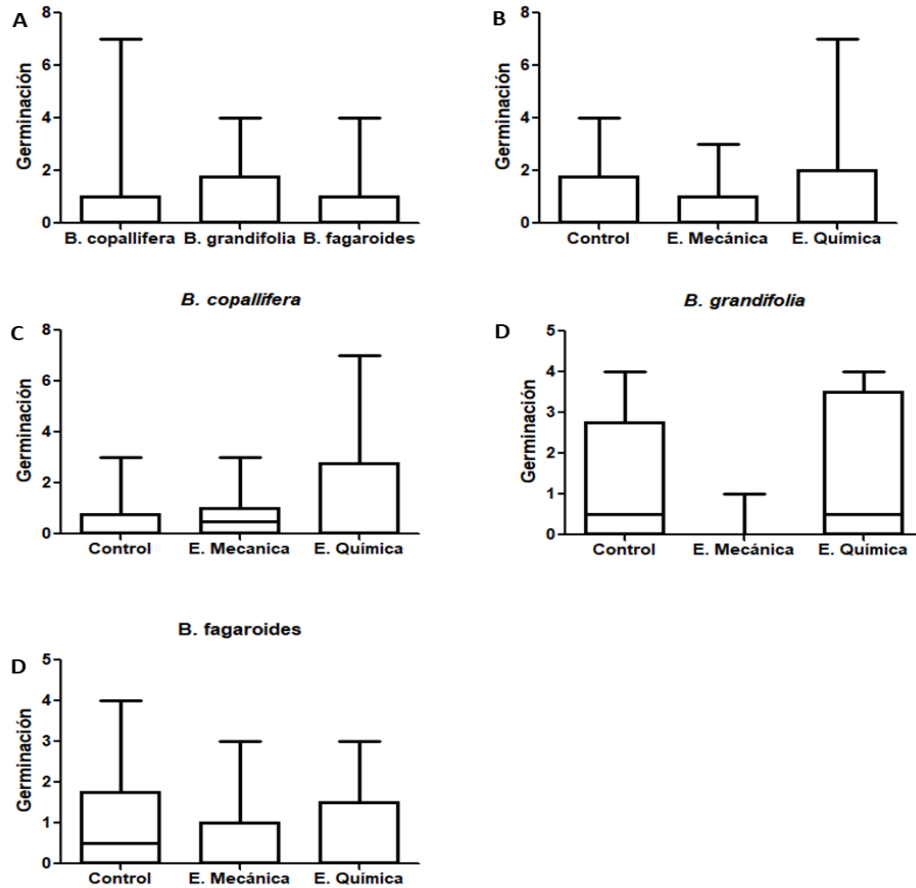 A
Germinación
8
6
4
2
0
B. copallifera B. grandifolia B. fagaroides
B
Germinación
8
6
4
2
0
Control E. Mecánica E. Química
B. copallífera
C
Germinación
8
6
4
2
0
Control E. Mecanica E. Química
B. grandífolia
D
Germinación
5
4
3
2
1
0
Control E. Mecánica E. Química
B. fagaroides
D
Germinación
5
4
3
2
1
0
Control E. Mecánica E. Química